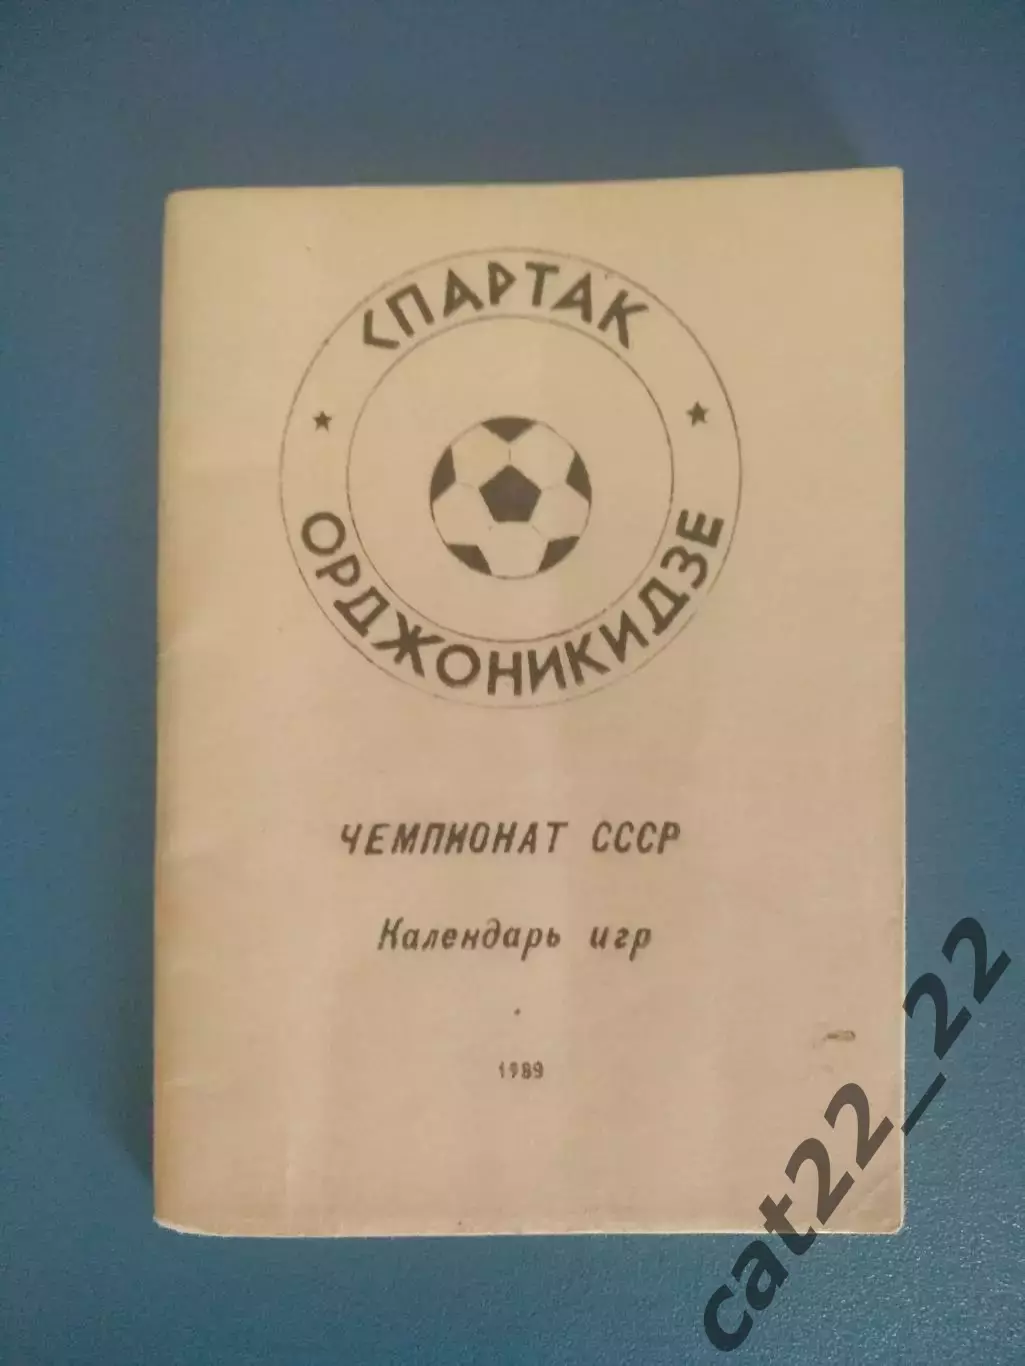 СПАРТАК
ОРДЖОНИКИДЗЕ
ЧЕМПИОНАТ СССР
Календарь игр
1989
cat22_22